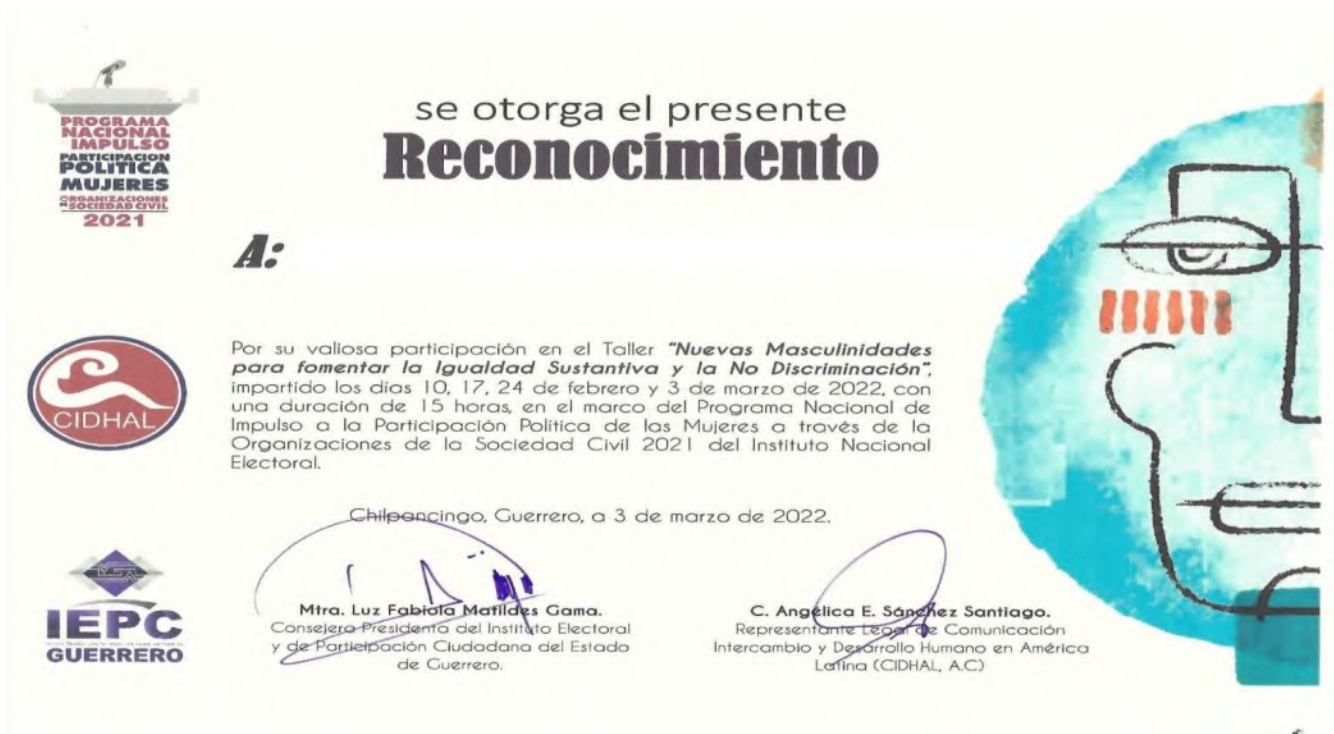 PROGRAMA
NACIONAL
IMPULSO
PARTICIPACION
POLITICA
MUJERES
ORGANIZACIONES
DE SOCIEDAD CIVIL
2021
se otorga el presente
Reconocimiento
A:
CIDHAL
Por su valiosa participación en el Taller "Nuevas Masculinidades
para fomentar la Igualdad Sustantiva y la No Discriminación",
impartido los días 10, 17, 24 de febrero y 3 de marzo de 2022, con
una duración de 15 horas, en el marco del Programa Nacional de
Impulso a la Participación Política de las Mujeres a través de la
Organizaciones de la Sociedad Civil 2021 del Instituto Nacional
Electoral.
Chilpancingo, Guerrero, a 3 de marzo de 2022.
IEPC
GUERRERO
Mtra. Luz Fabiola Matildes Gama.
Consejera Presidenta del Instituto Electoral
y de Participación Ciudadana del Estado
de Guerrero.
C. Angélica E. Sánchez Santiago.
Representante Legal de Comunicación
Intercambio y Desarrollo Humano en América
Latina (CIDHAL, A.C)